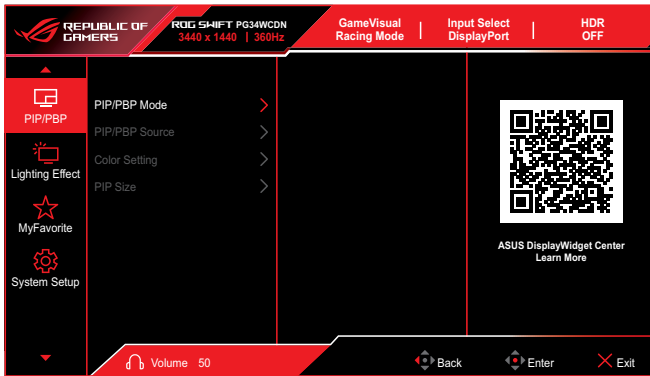 REPUBLIC OF
GAMERS
ROG SWIFT PG34WCDN
3440 x 1440 | 360Hz
GameVisual
Racing Mode
Input Select
DisplayPort
HDR
OFF
PIP/PBP
Lighting Effect
MyFavorite
System Setup
PIP/PBP Mode
PIP/PBP Source
Color Setting
PIP Size
ASUS DisplayWidget Center
Learn More
Volume 50
Back
Enter
Exit